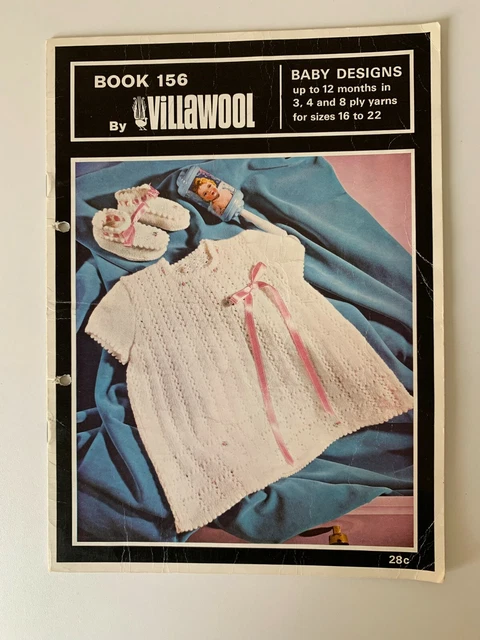 BOOK 156
By VillaWOOL
BABY DESIGNS
up to 12 months in
3, 4 and 8 ply yarns
for sizes 16 to 22
28c